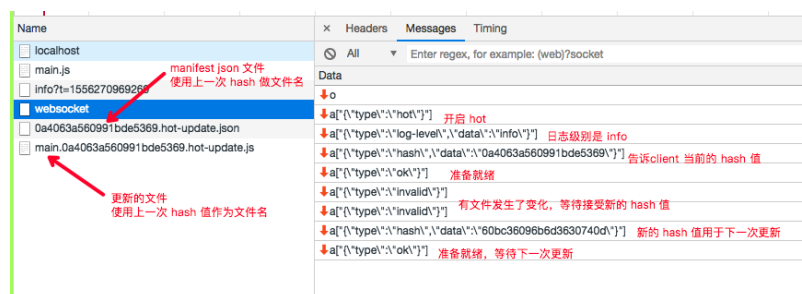 Name
localhost
main.js
info?t=1556270969266
websocket
0a4063a560991bde5369.hot-update.json
main.0a4063a560991bde5369.hot-update.js
manifest json 文件
使用上一次 hash 做文件名
更新的文件
使用上一次 hash 值作为文件名
× Headers Messages Timing
All ▼ Enter regex, for example: (web)?socket
Data
o
a["{\"type\":\"hot\"}"] 开启 hot
a["{\"type\":\"log-level\",\"data\":\"info\"}"] 日志级别是 info
a["{\"type\":\"hash\",\"data\":\"0a4063a560991bde5369\"}"] 告诉client 当前的 hash 值
a["{\"type\":\"ok\"}"] 准备就绪
a["{\"type\":\"invalid\"}"]
有文件发生了变化，等待接受新的 hash 值
a["{\"type\":\"invalid\"}"]
a["{\"type\":\"hash\",\"data\":\"60bc36096b6d3630740d\"}"] 新的 hash 值用于下一次更新
a["{\"type\":\"ok\"}"] 准备就绪，等待下一次更新